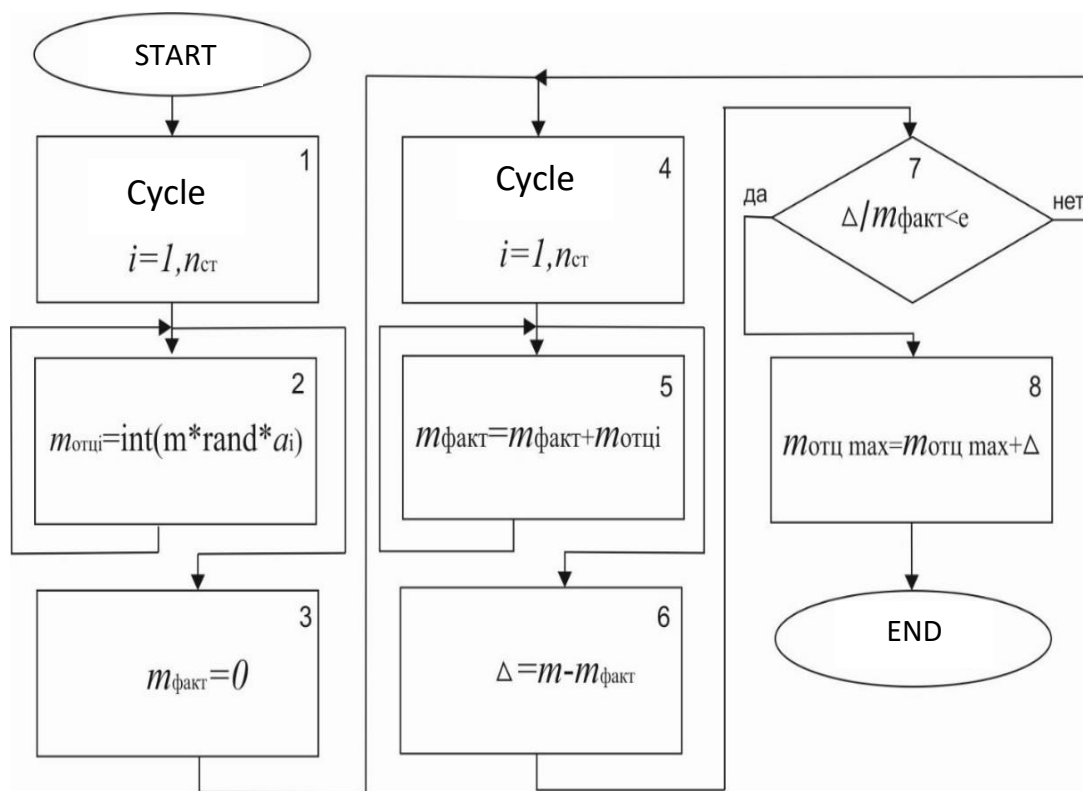 START
1
Cycle
i=1,nст
2
mотцi=int(m*rand*ai)
3
mфакт=0
4
Cycle
i=1,nст
5
mфакт=mфакт+mотцi
6
Δ=m-mфакт
7
да
нет
Δ/mфакт<e
8
mотц max=mотц max+Δ
END